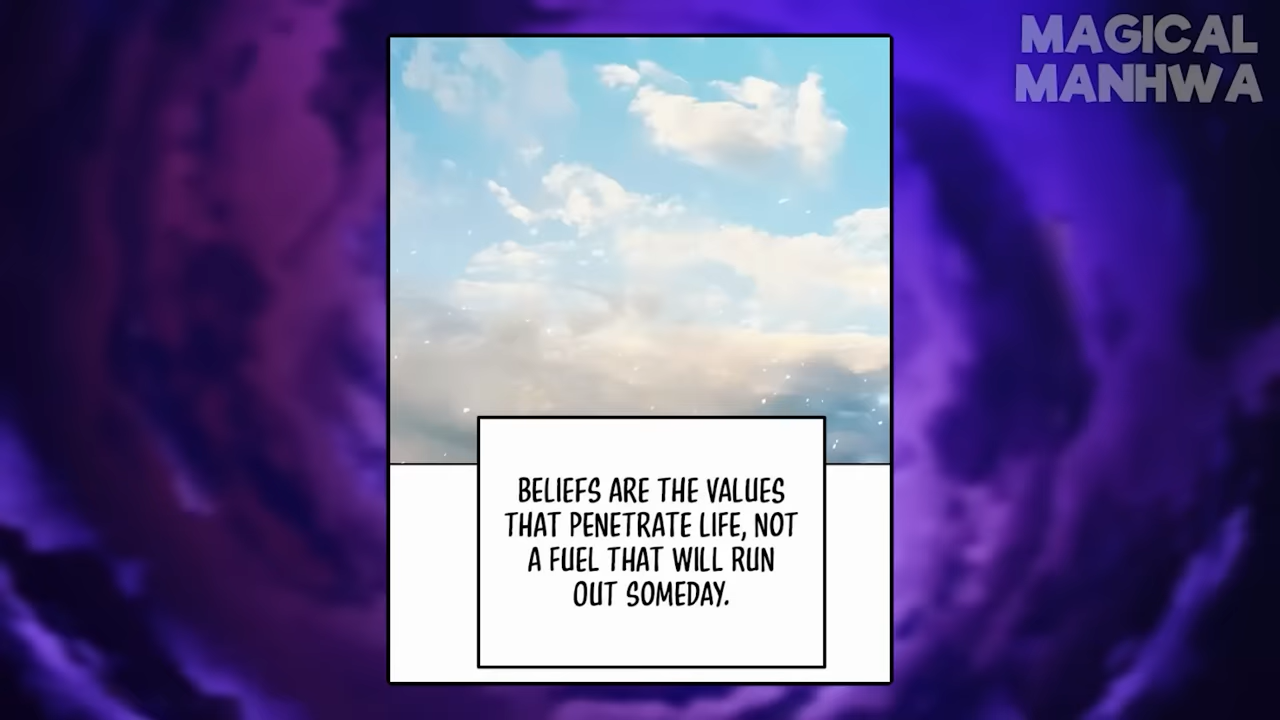 MAGICAL
MANHWA
BELIEFS ARE THE VALUES
THAT PENETRATE LIFE, NOT
A FUEL THAT WILL RUN
OUT SOMEDAY.